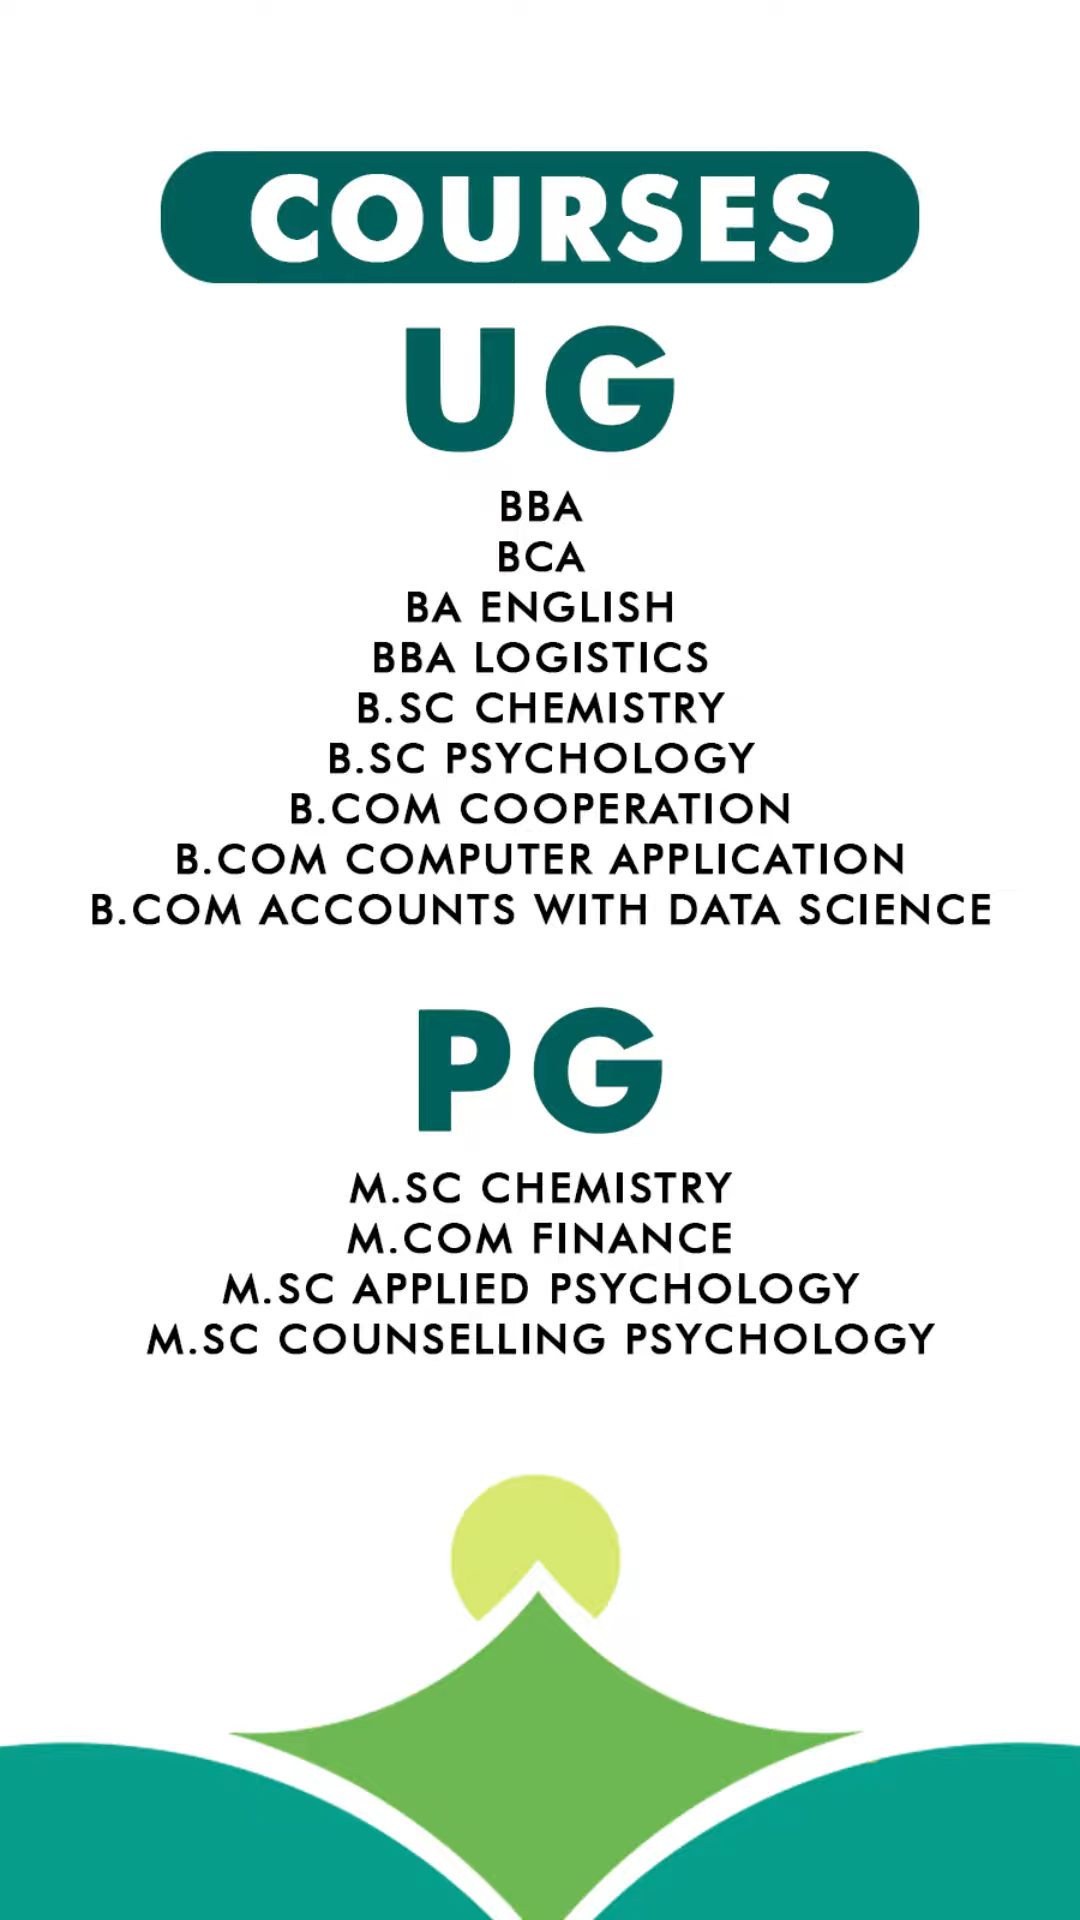 COURSES
UG
BBA
BCA
BA ENGLISH
BBA LOGISTICS
B.SC CHEMISTRY
B.SC PSYCHOLOGY
B.COM COOPERATION
B.COM COMPUTER APPLICATION
B.COM ACCOUNTS WITH DATA SCIENCE
PG
M.SC CHEMISTRY
M.COM FINANCE
M.SC APPLIED PSYCHOLOGY
M.SC COUNSELLING PSYCHOLOGY